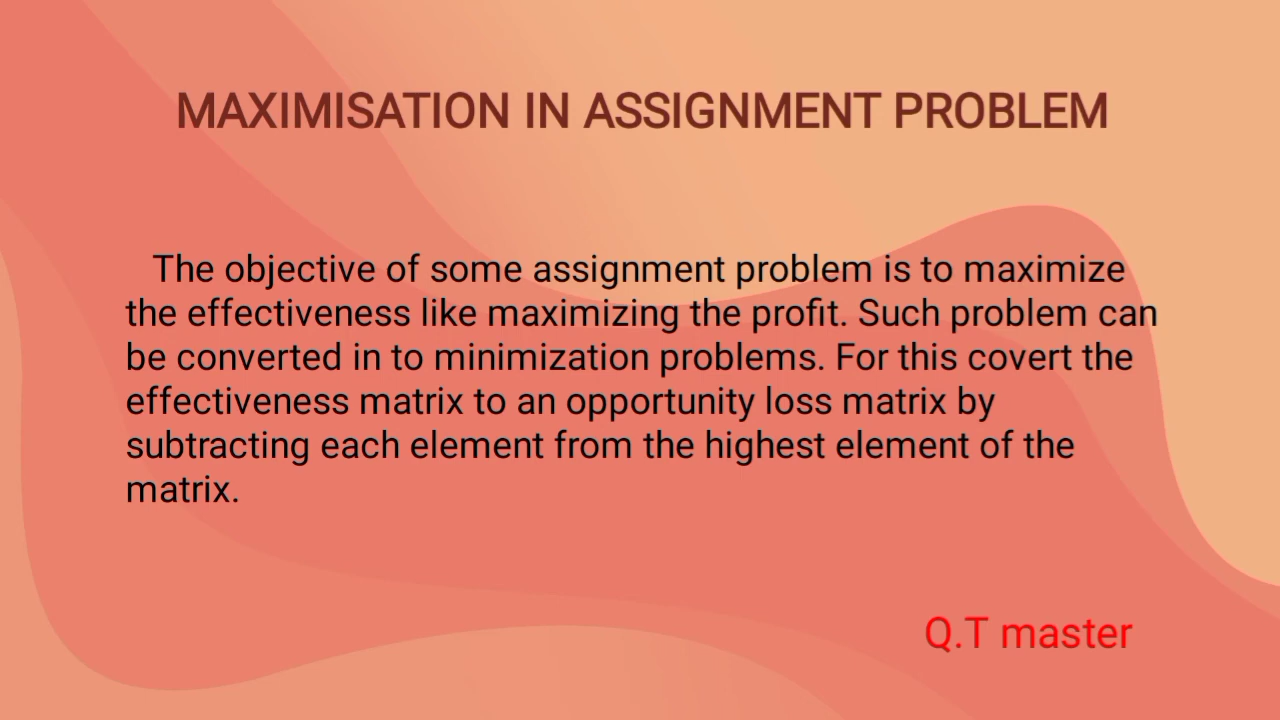 MAXIMISATION IN ASSIGNMENT PROBLEM
The objective of some assignment problem is to maximize
the effectiveness like maximizing the profit. Such problem can
be converted in to minimization problems. For this covert the
effectiveness matrix to an opportunity loss matrix by
subtracting each element from the highest element of the
matrix.
Q.T master